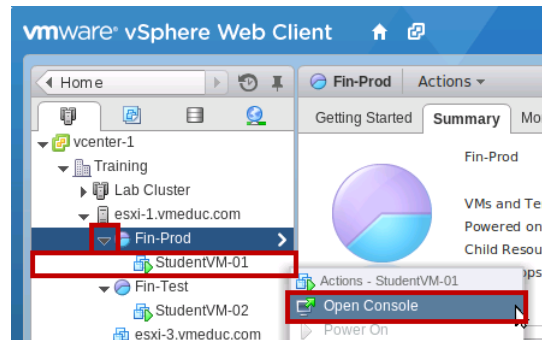 vmware® vSphere Web Client
Home
Fin-Prod Actions
Getting Started Summary Mo
vcenter-1
Training
Lab Cluster
esxi-1.vmeduc.com
Fin-Prod
StudentVM-01
Fin-Test
StudentVM-02
esxi-3.vmeduc.com
Fin-Prod
VMs and Te
Powered on
Child Resou
ops
Actions - StudentVM-01
Open Console
Power On